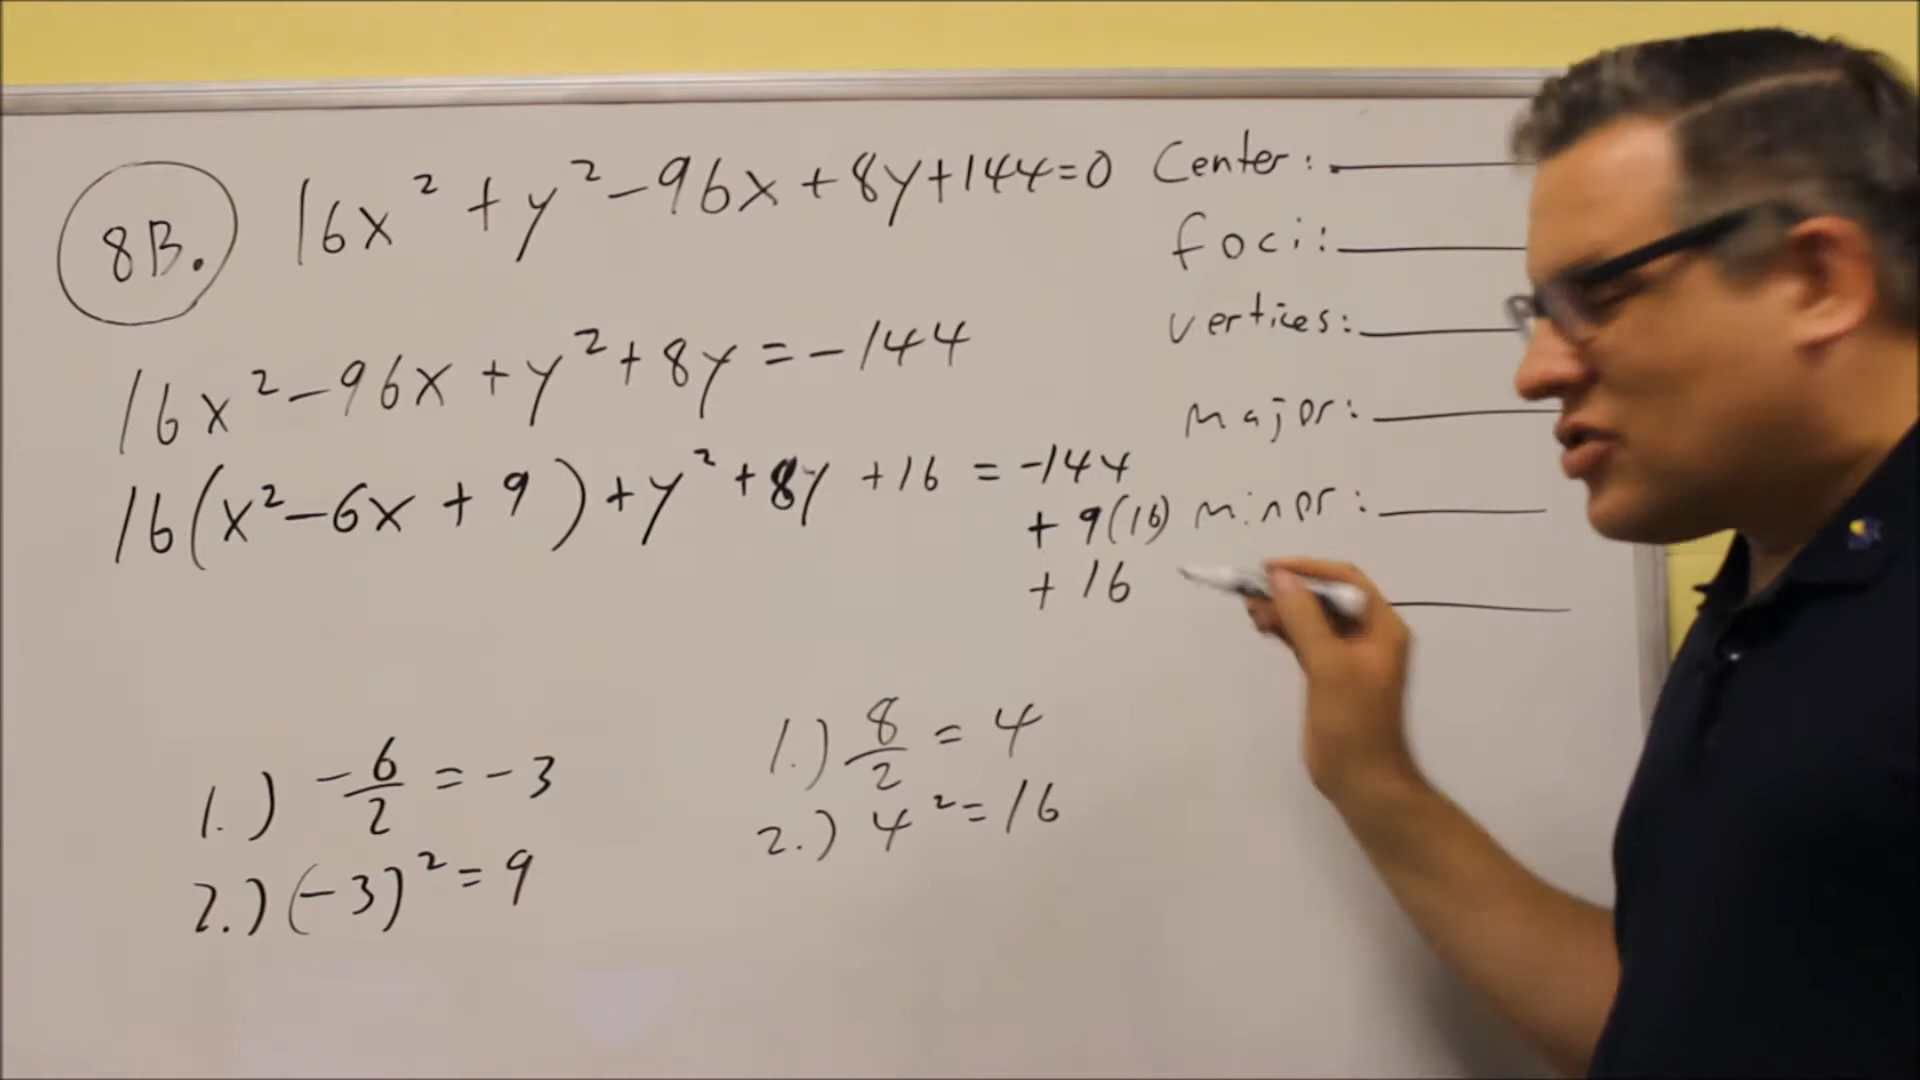 8B.
16x² + y² - 96x + 8y + 144 = 0
16x² - 96x + y² + 8y = -144
16(x² - 6x + 9) + y² + 8y + 16 = -144
+ 9(16)
+ 16
Center:
foci:
vertices:
major:
minor:
1.) -6/2 = -3
2.) (-3)² = 9
1.) 8/2 = 4
2.) 4² = 16